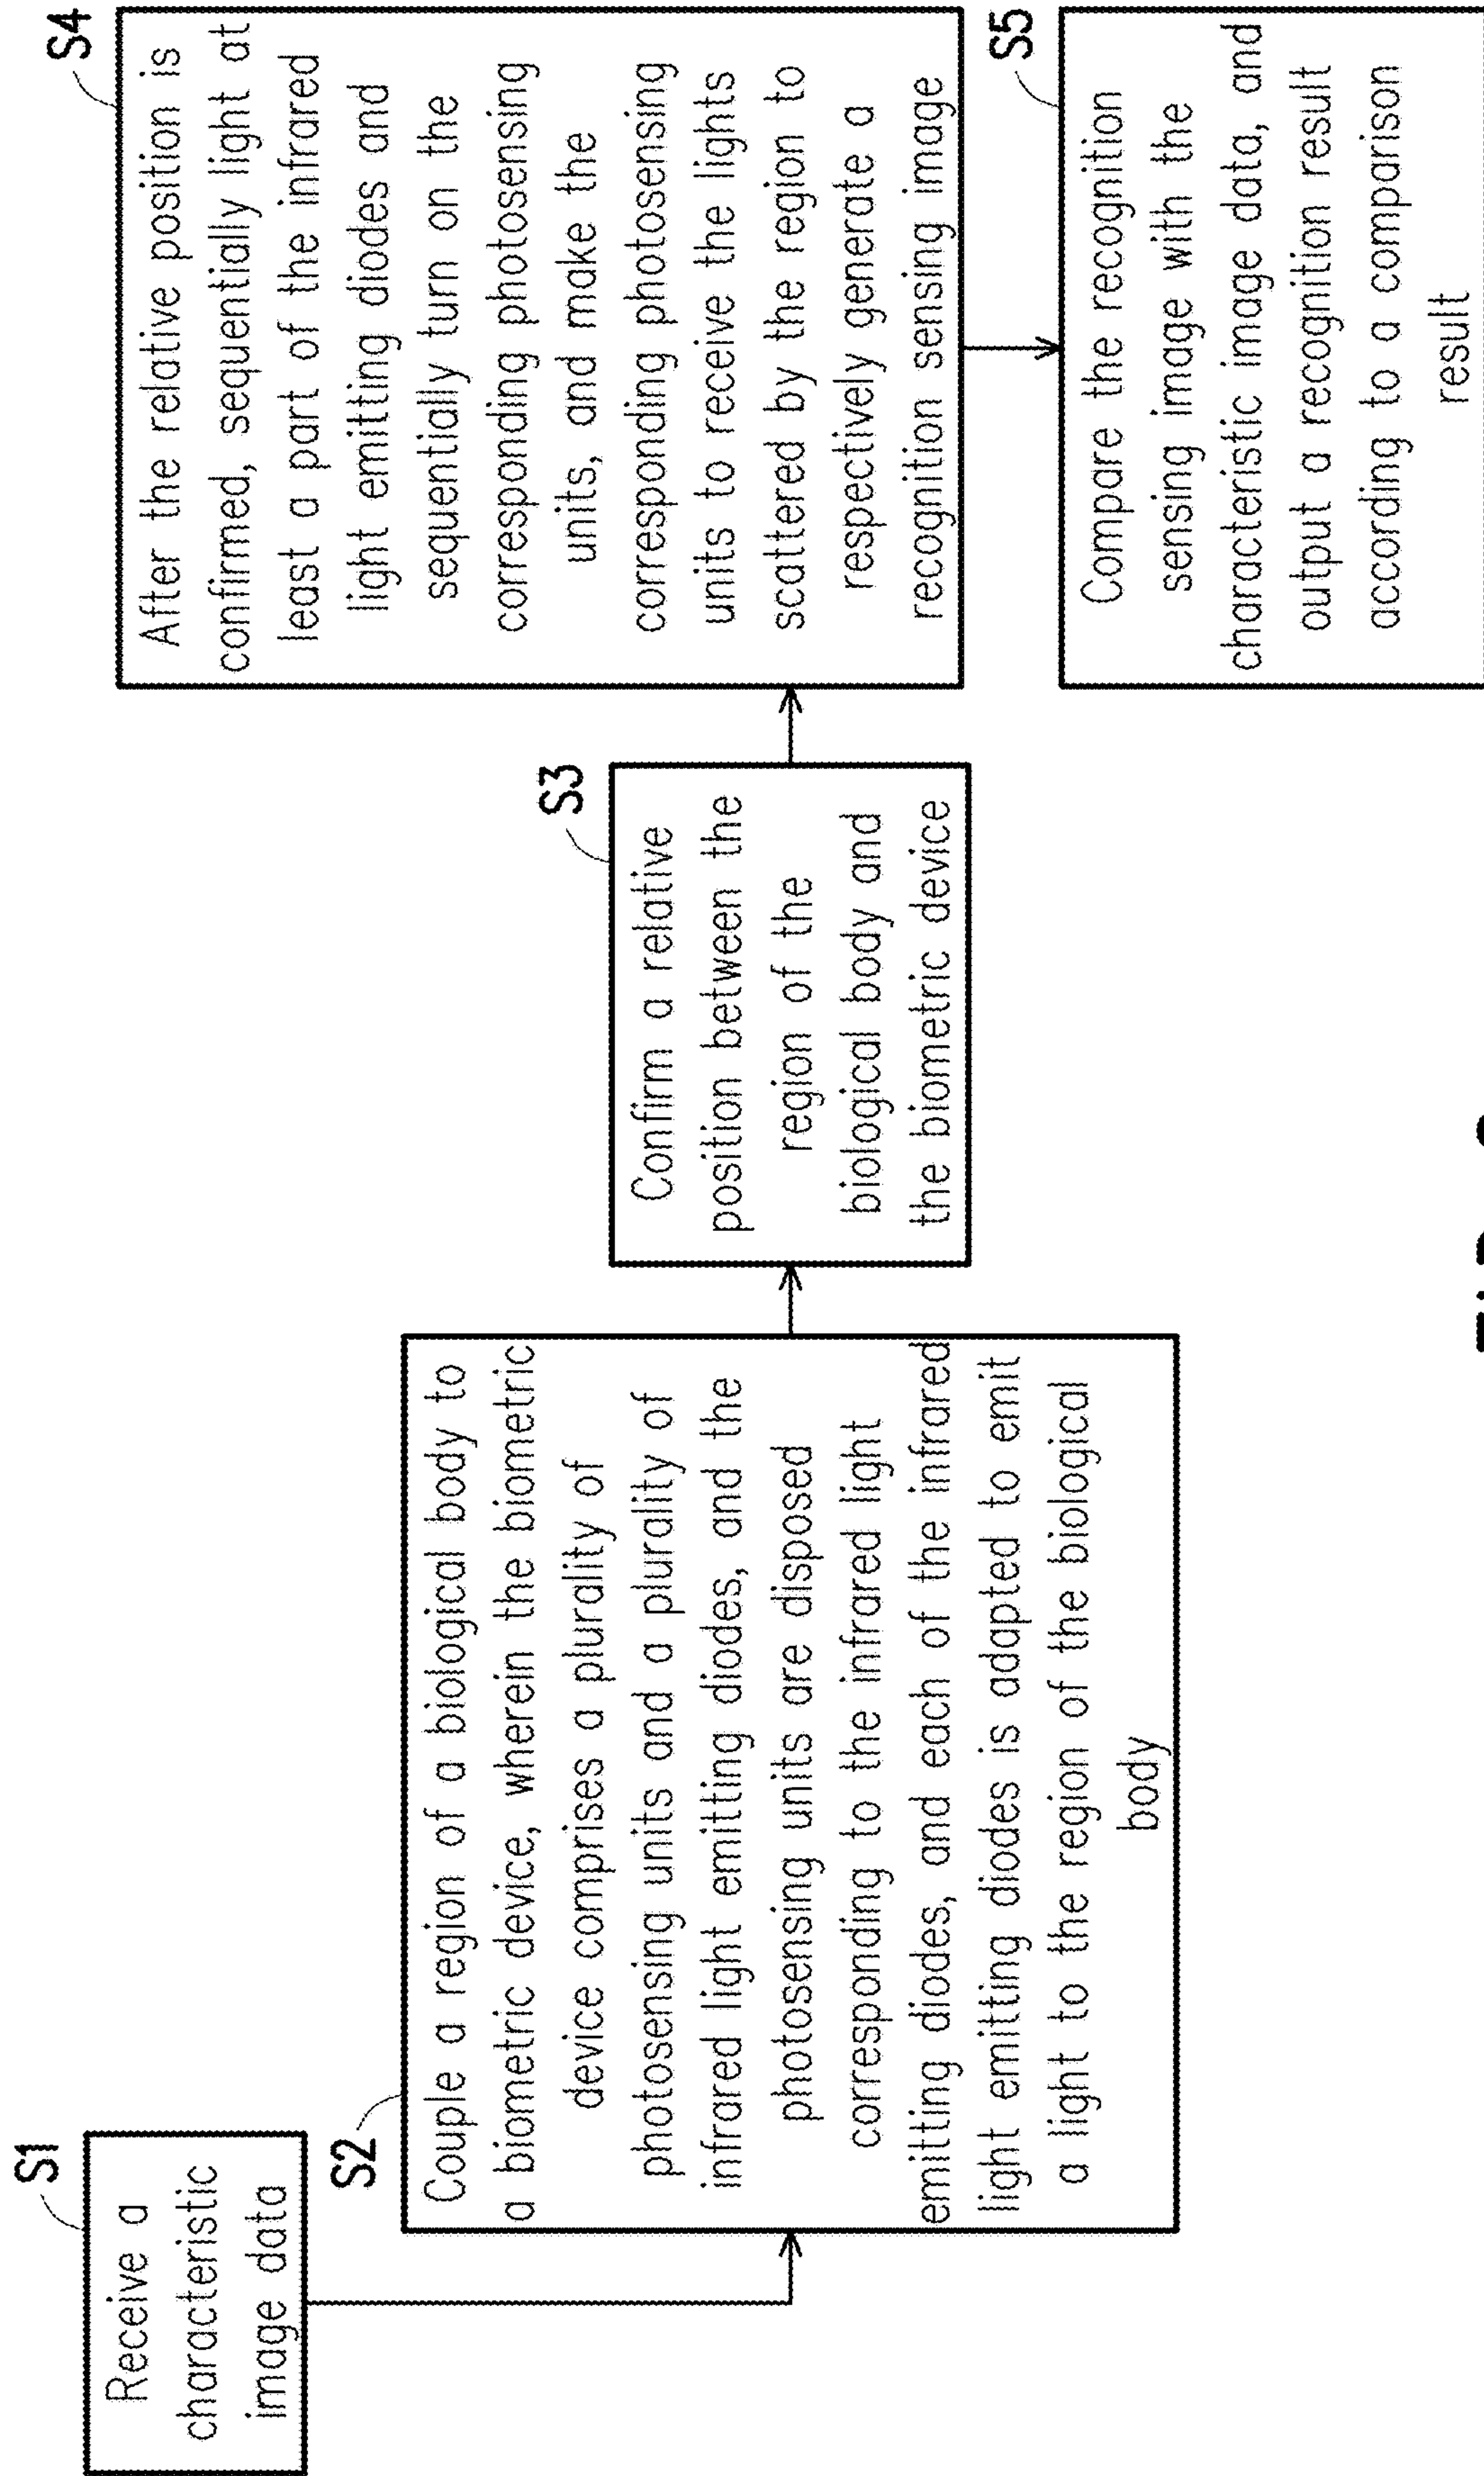 S1
Receive a
characteristic
image data
S2
Couple a region of a biological body to
a biometric device, wherein the biometric
device comprises a plurality of
photosensing units and a plurality of
infrared light emitting diodes, and the
photosensing units are disposed
corresponding to the infrared light
emitting diodes, and each of the infrared
light emitting diodes is adapted to emit
a light to the region of the biological
body
S3
Confirm a relative
position between the
region of the
biological body and
the biometric device
S4
After the relative position is
confirmed, sequentially light at
least a part of the infrared
light emitting diodes and
sequentially turn on the
corresponding photosensing
units, and make the
corresponding photosensing
units to receive the lights
scattered by the region to
respectively generate a
recognition sensing image
S5
Compare the recognition
sensing image with the
characteristic image data, and
output a recognition result
according to a comparison
result